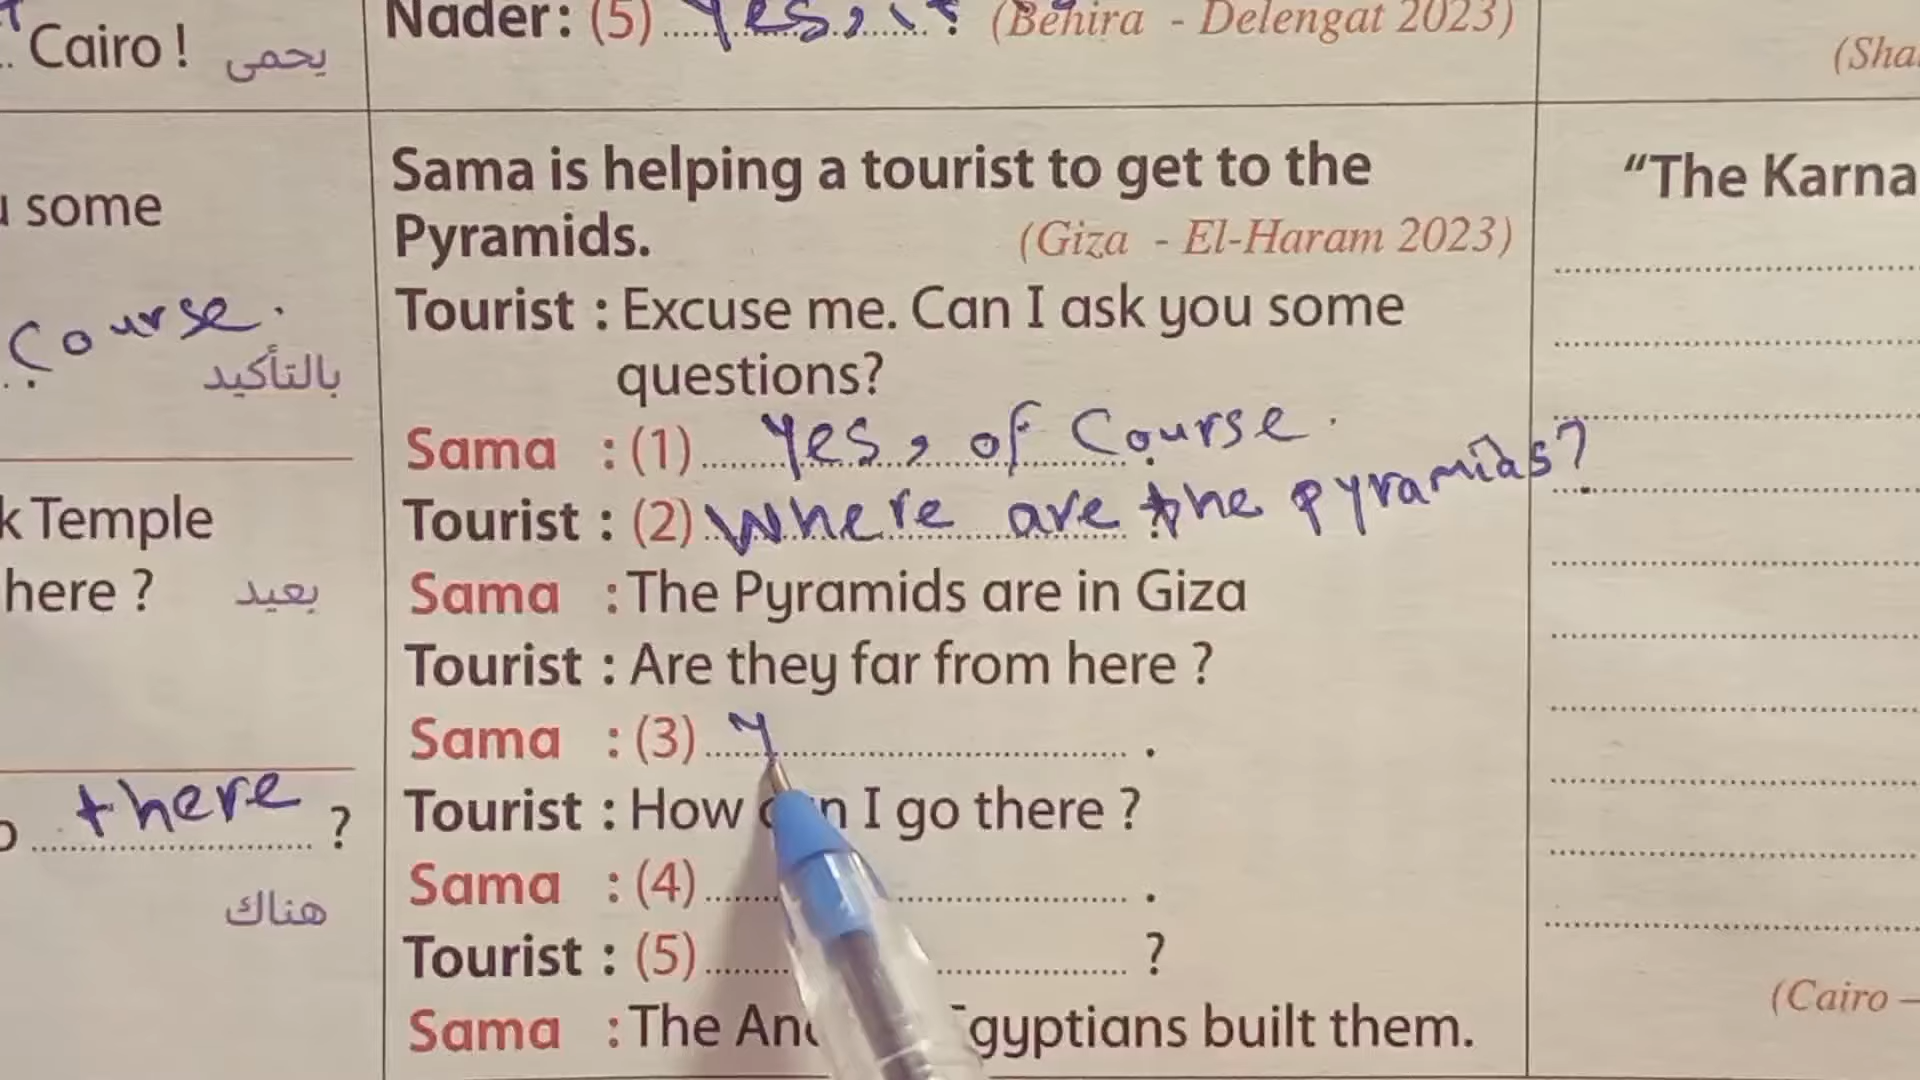 Cairo ! يحمى
Nader: (5) Yes, it ? (Behira - Delengat 2023)
(Sha
some
Course.
بالتأكيد
k Temple
here ? بعيد
there ?
هناك
Sama is helping a tourist to get to the
Pyramids. (Giza - El-Haram 2023)
Tourist : Excuse me. Can I ask you some
questions?
Sama : (1) Yes, of Course.
Tourist : (2) Where are the pyramids?
Sama : The Pyramids are in Giza
Tourist : Are they far from here ?
Sama : (3) y .
Tourist : How I go there ?
Sama : (4) .
Tourist : (5) ?
Sama : The gyptians built them.
“The Karna
(Cairo –